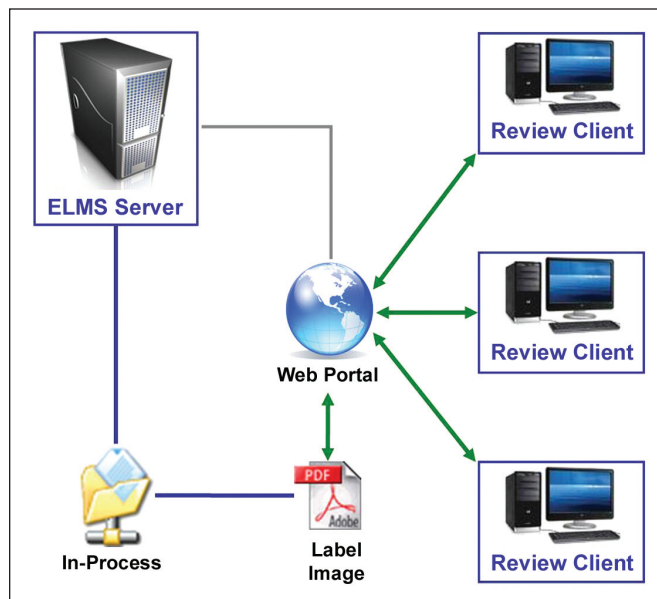 ELMS Server
Review Client
Review Client
Web Portal
PDF
Adobe
In-Process
Label
Image
Review Client